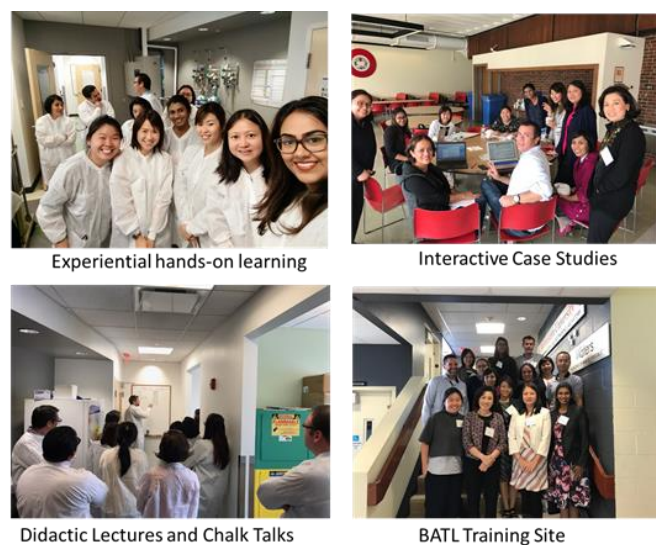 Experiential hands-on learning
Interactive Case Studies
Didactic Lectures and Chalk Talks
BATL Training Site